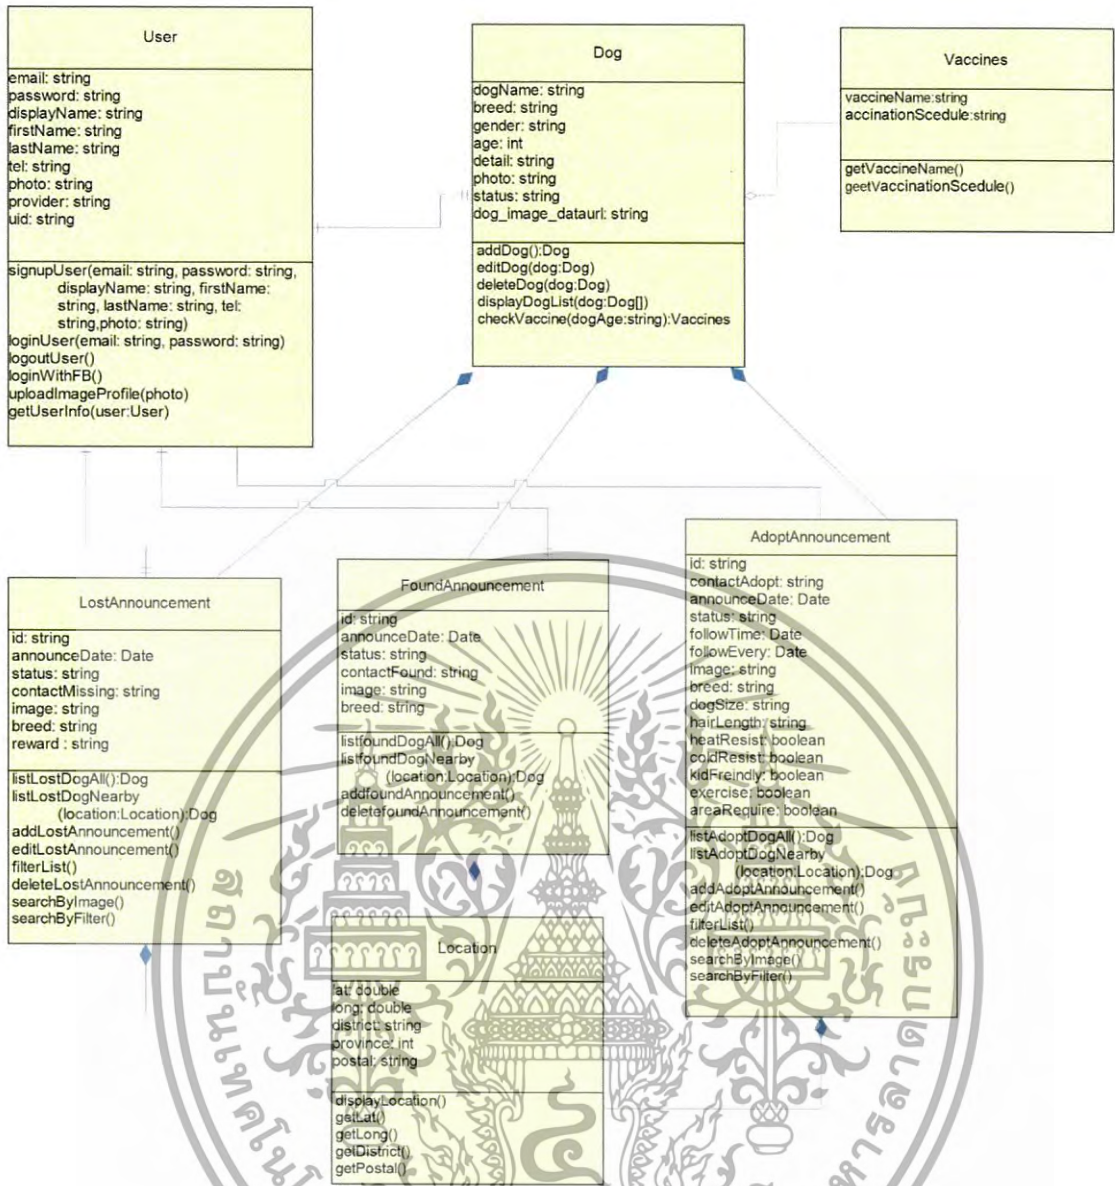 User
email: string
password: string
displayName: string
firstName: string
lastName: string
tel: string
photo: string
provider: string
uid: string
signupUser(email: string, password: string,
displayName: string, firstName:
string, lastName: string, tel:
string,photo: string)
loginUser(email: string, password: string)
logoutUser()
loginWithFB()
uploadImageProfile(photo)
getUserInfo(user:User)
Dog
dogName: string
breed: string
gender: string
age: int
detail: string
photo: string
status: string
dog_image_dataurl: string
addDog():Dog
editDog(dog:Dog)
deleteDog(dog:Dog)
displayDogList(dog:Dog[])
checkVaccine(dogAge:string):Vaccines
Vaccines
vaccineName:string
accinationScedule:string
getVaccineName()
geetVaccinationScedule()
LostAnnouncement
id: string
announceDate: Date
status: string
contactMissing: string
image: string
breed: string
reward : string
listLostDogAll():Dog
listLostDogNearby
(location:Location):Dog
addLostAnnouncement()
editLostAnnouncement()
filterList()
deleteLostAnnouncement()
searchByImage()
searchByFilter()
FoundAnnouncement
id: string
announceDate: Date
status: string
contactFound: string
image: string
breed: string
listfoundDogAll():Dog
listfoundDogNearby
(location:Location):Dog
addfoundAnnouncement()
deletefoundAnnouncement()
AdoptAnnouncement
id: string
contactAdopt: string
announceDate: Date
status: string
followTime: Date
followEvery: Date
image: string
breed: string
dogSize: string
hairLength: string
heatResist: boolean
coldResist: boolean
kidFreindly: boolean
exercise: boolean
areaRequire: boolean
listAdoptDogAll():Dog
listAdoptDogNearby
(location:Location):Dog
addAdoptAnnouncement()
editAdoptAnnouncement()
filterList()
deleteAdoptAnnouncement()
searchByImage()
searchByFilter()
Location
lat: double
long: double
district: string
province: int
postal: string
displayLocation()
getLat()
getLong()
getDistrict()
getPostal()